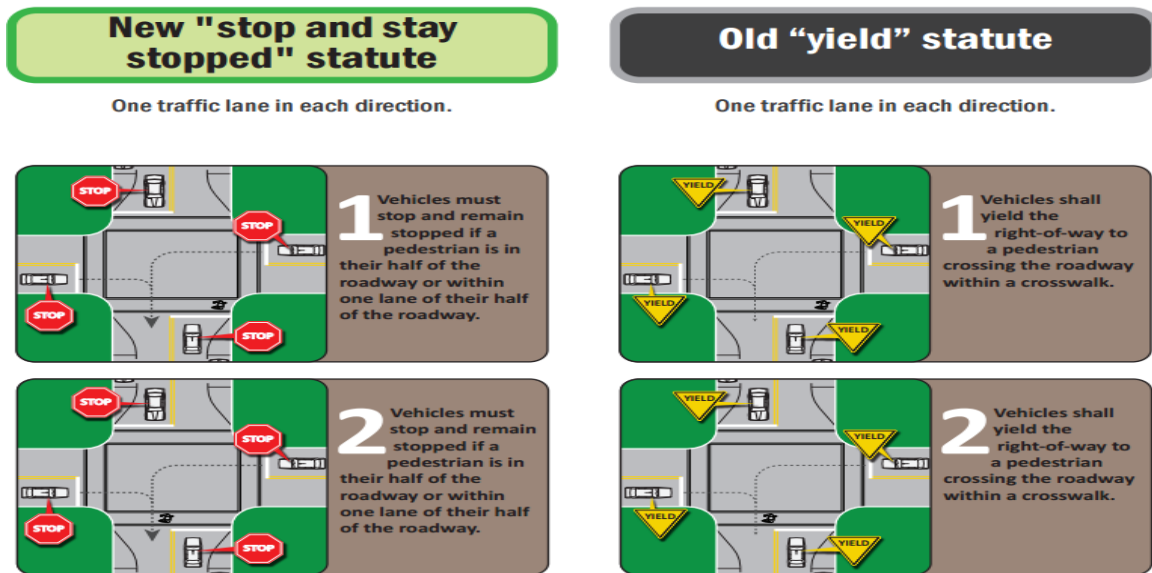 New "stop and stay
stopped" statute
One traffic lane in each direction.
STOP
STOP
STOP
STOP
1 Vehicles must
stop and remain
stopped if a
pedestrian is in
their half of the
roadway or within
one lane of their half
of the roadway.
STOP
STOP
STOP
STOP
2 Vehicles must
stop and remain
stopped if a
pedestrian is in
their half of the
roadway or within
one lane of their half
of the roadway.
Old “yield” statute
One traffic lane in each direction.
YIELD
YIELD
YIELD
YIELD
1 Vehicles shall
yield the
right-of-way to
a pedestrian
crossing the roadway
within a crosswalk.
YIELD
YIELD
YIELD
YIELD
2 Vehicles shall
yield the
right-of-way to
a pedestrian
crossing the roadway
within a crosswalk.